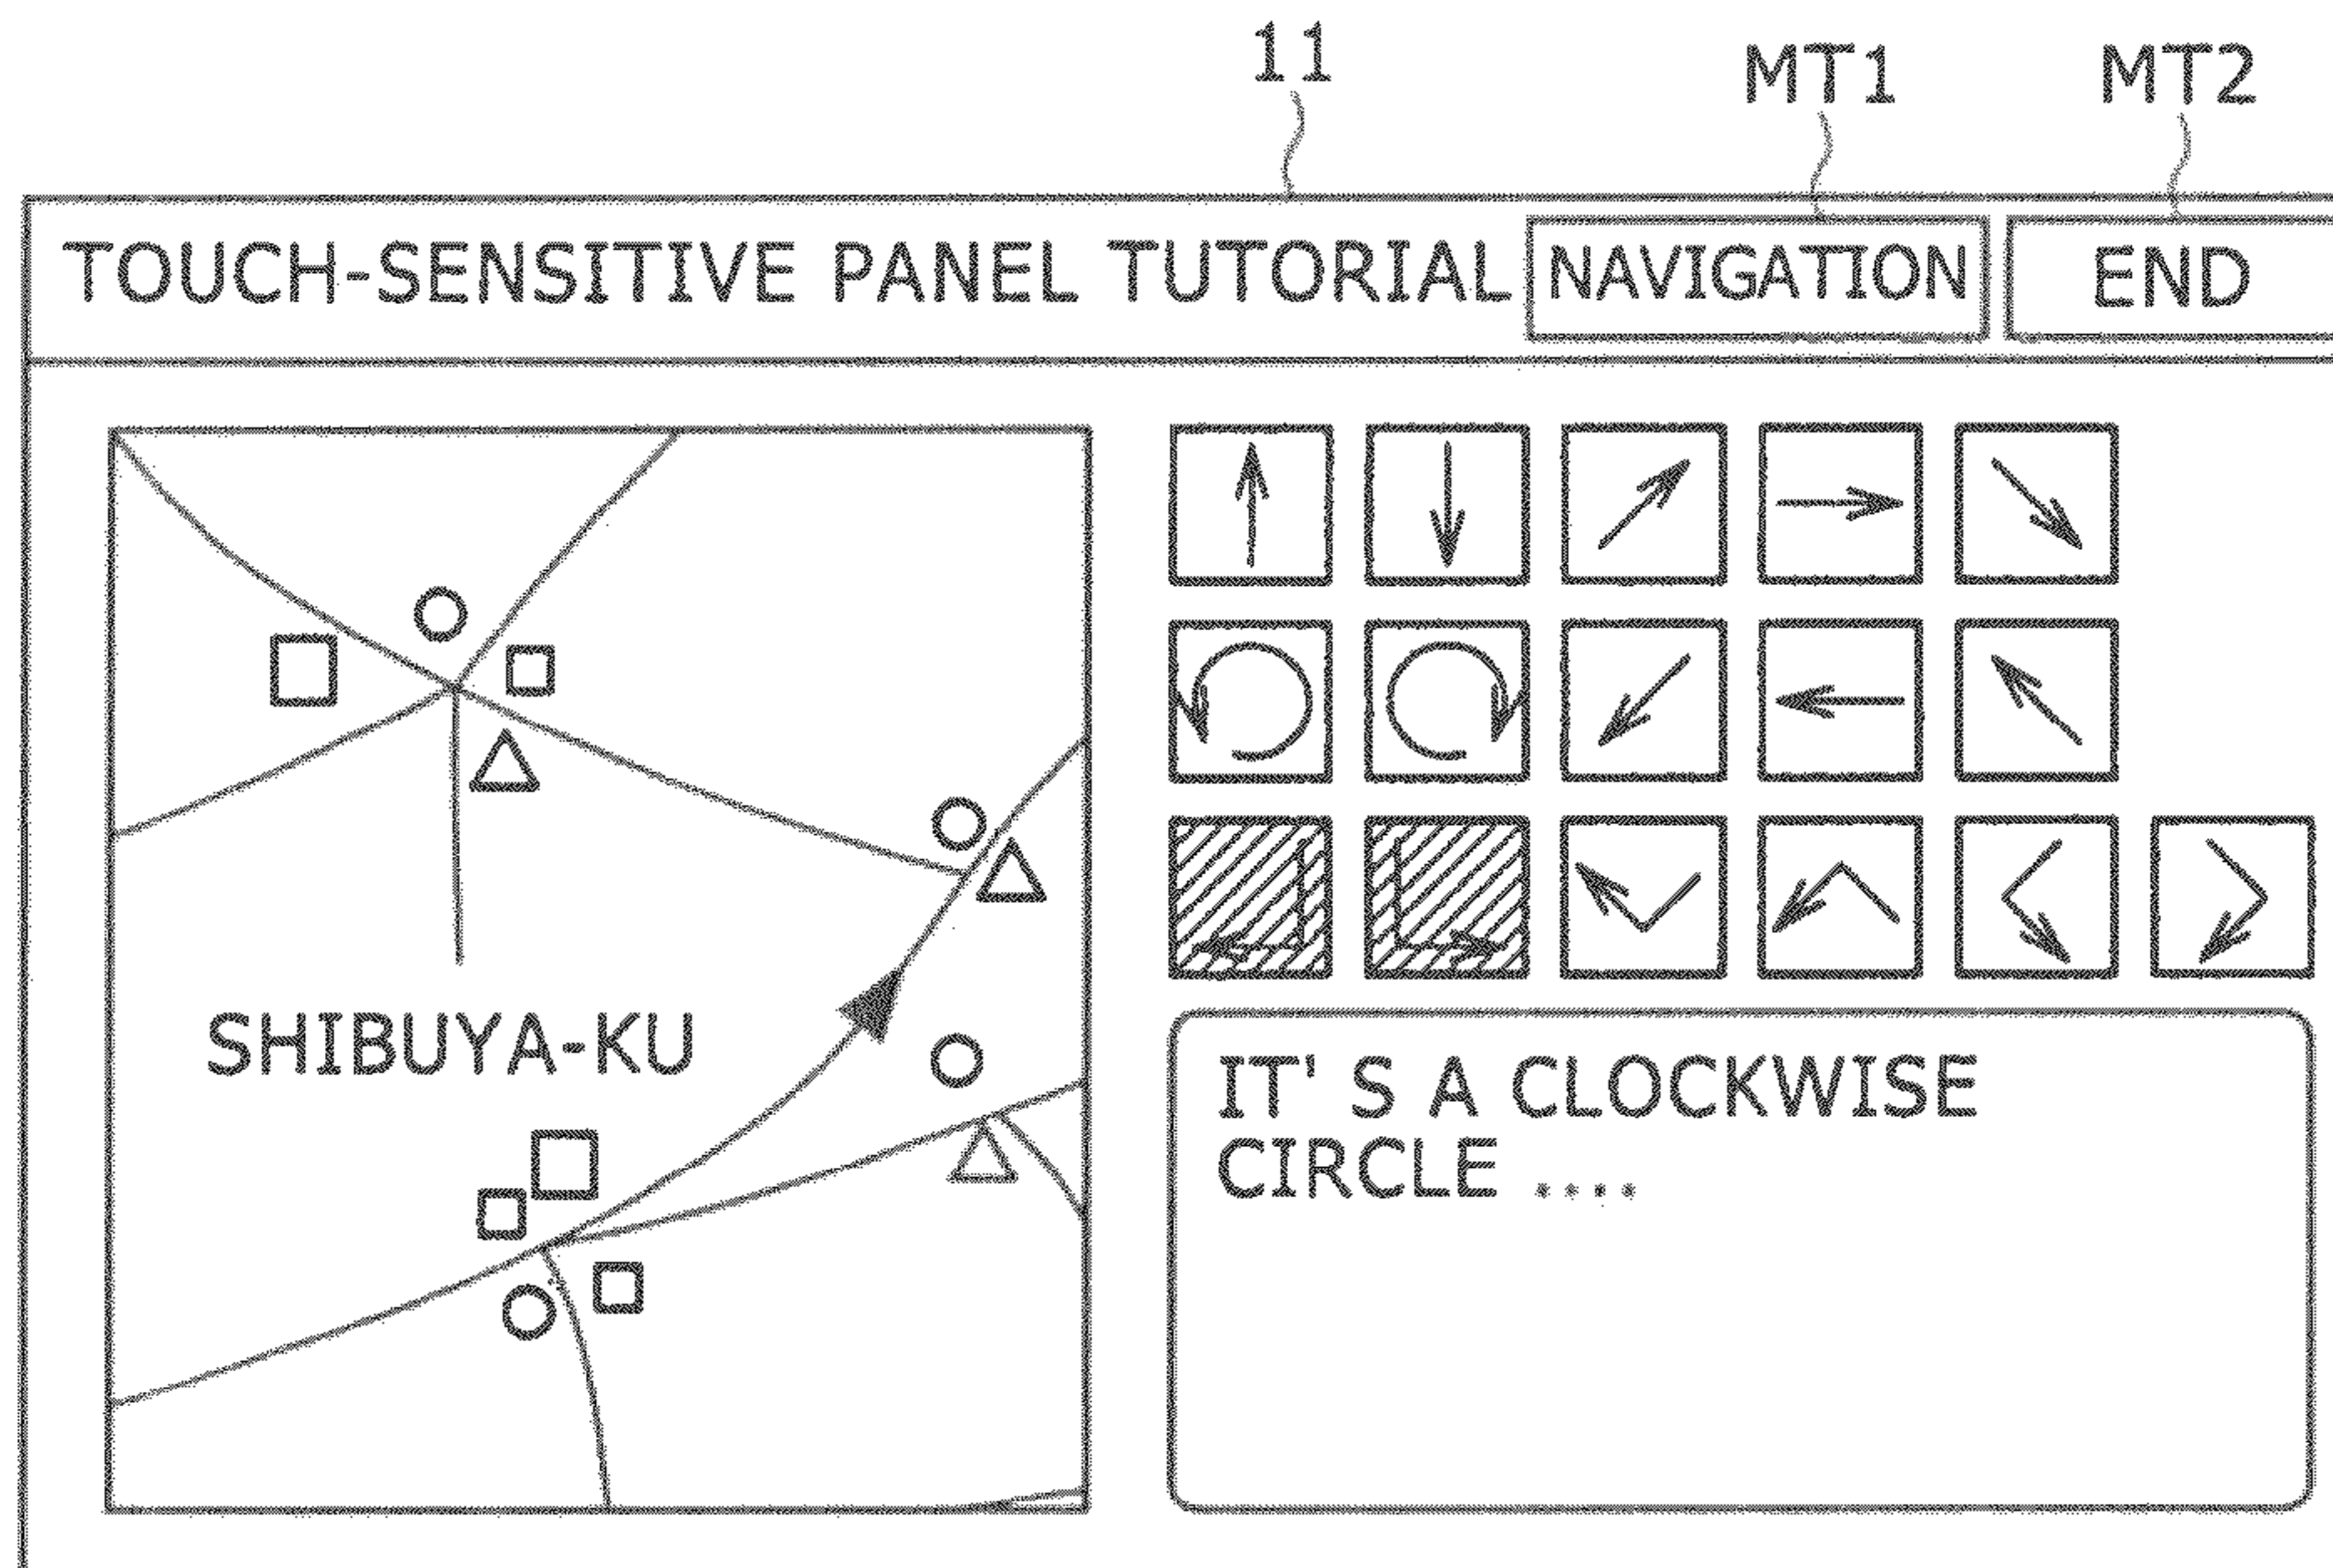 11 MT1 MT2
TOUCH-SENSITIVE PANEL TUTORIAL NAVIGATION END
SHIBUYA-KU
IT' S A CLOCKWISE
CIRCLE ....